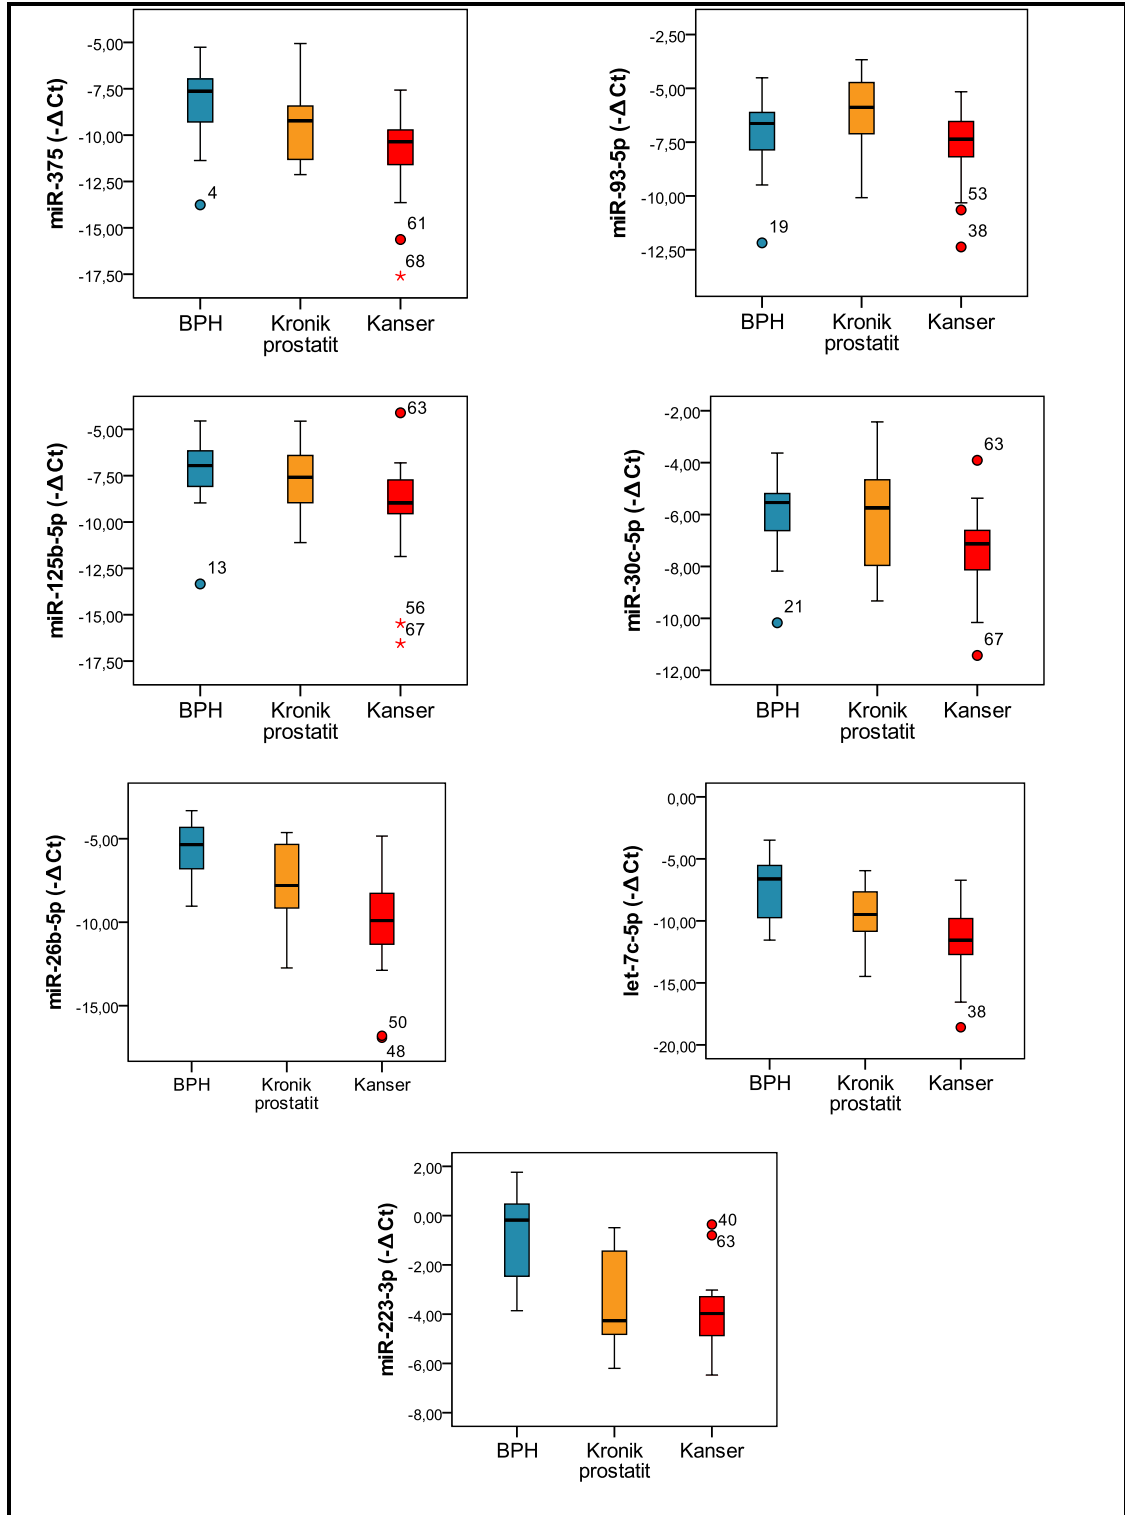 miR-375 (-ΔCt)
-5,00
-7,50
-10,00
-12,50
-15,00
-17,50
4
61
68
BPH
Kronik
prostatit
Kanser
miR-93-5p (-ΔCt)
-2,50
-5,00
-7,50
-10,00
-12,50
19
53
38
BPH
Kronik
prostatit
Kanser
miR-125b-5p (-ΔCt)
-5,00
-7,50
-10,00
-12,50
-15,00
-17,50
13
63
56
67
BPH
Kronik
prostatit
Kanser
miR-30c-5p (-ΔCt)
-2,00
-4,00
-6,00
-8,00
-10,00
-12,00
21
63
67
BPH
Kronik
prostatit
Kanser
miR-26b-5p (-ΔCt)
-5,00
-10,00
-15,00
50
48
BPH
Kronik
prostatit
Kanser
let-7c-5p (-ΔCt)
0,00
-5,00
-10,00
-15,00
-20,00
38
BPH
Kronik
prostatit
Kanser
miR-223-3p (-ΔCt)
2,00
0,00
-2,00
-4,00
-6,00
-8,00
40
63
BPH
Kronik
prostatit
Kanser